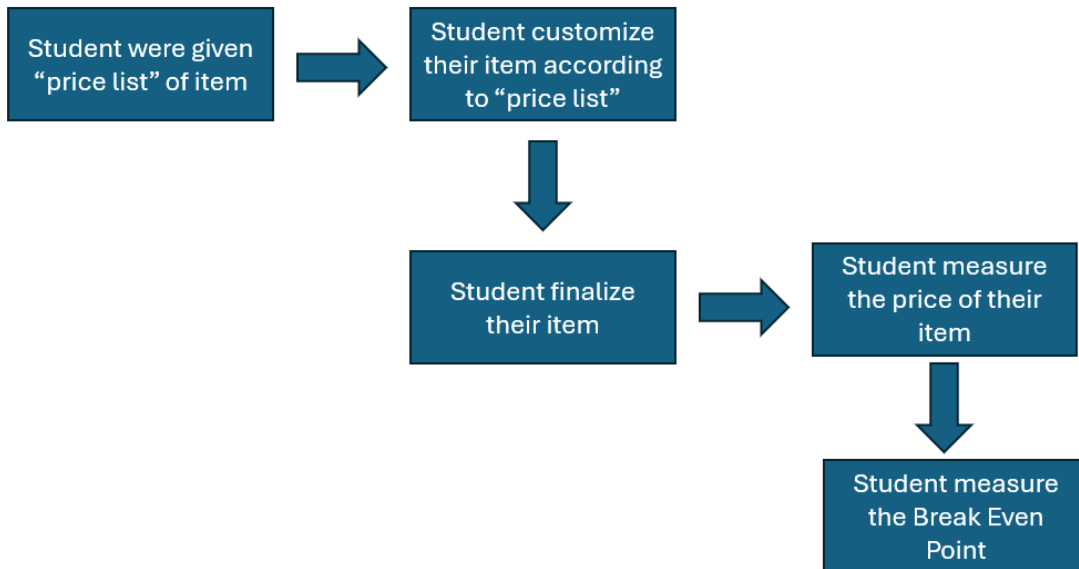 Student were given
“price list” of item
Student customize
their item according
to “price list”
Student finalize
their item
Student measure
the price of their
item
Student measure
the Break Even
Point